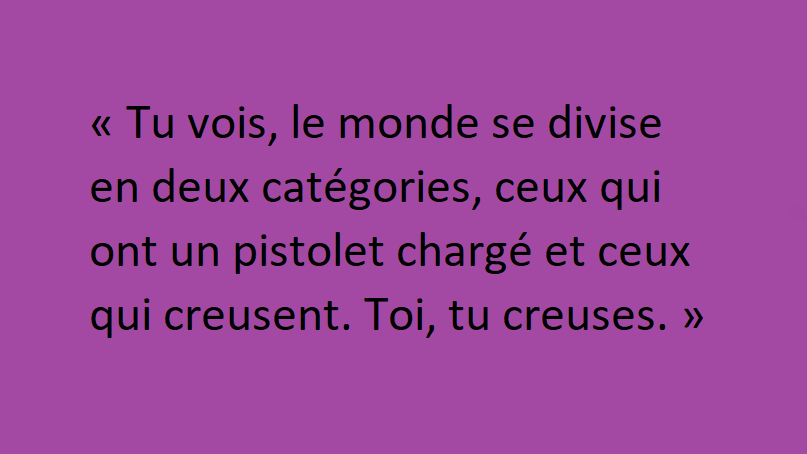 « Tu vois, le monde se divise
en deux catégories, ceux qui
ont un pistolet chargé et ceux
qui creusent. Toi, tu creuses. »